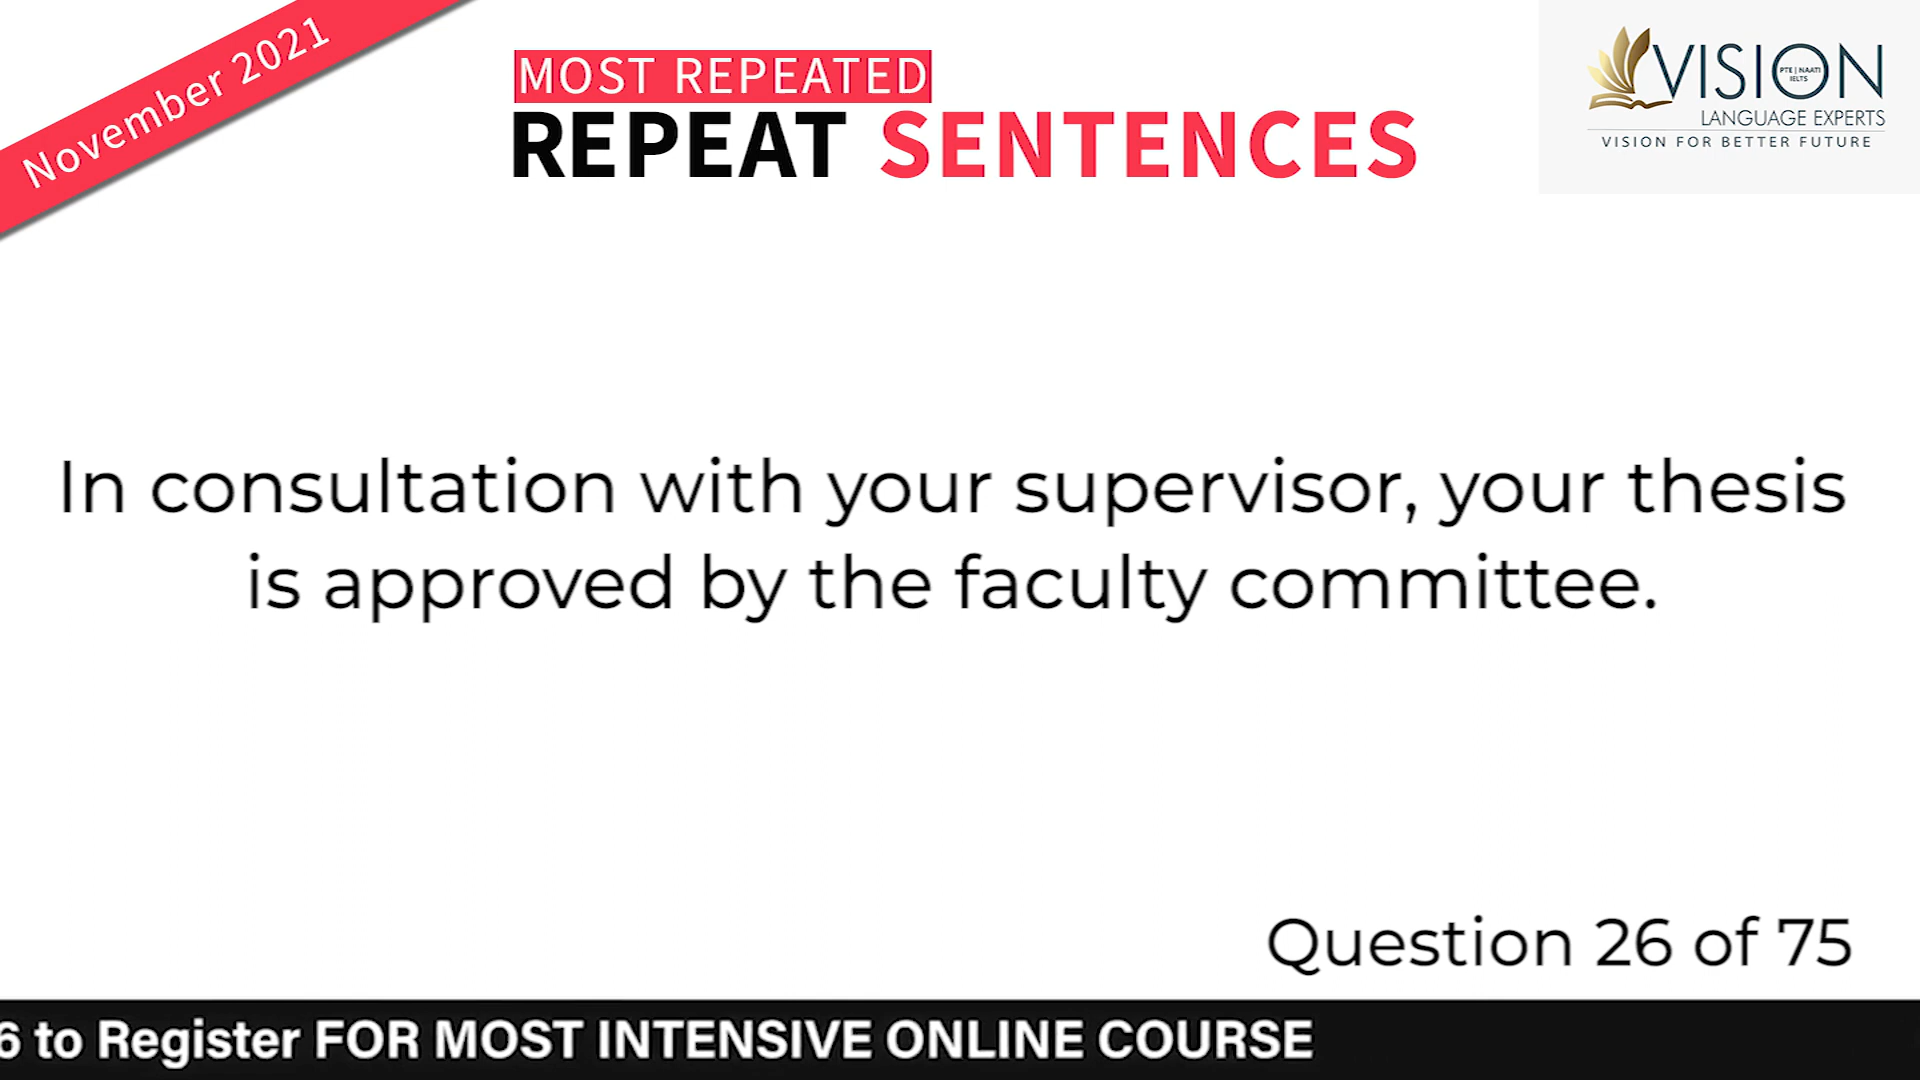 November 2021
MOST REPEATED
REPEAT SENTENCES
VISION
PTE | NAATI
IELTS
LANGUAGE EXPERTS
VISION FOR BETTER FUTURE
In consultation with your supervisor, your thesis
is approved by the faculty committee.
Question 26 of 75
6 to Register FOR MOST INTENSIVE ONLINE COURSE